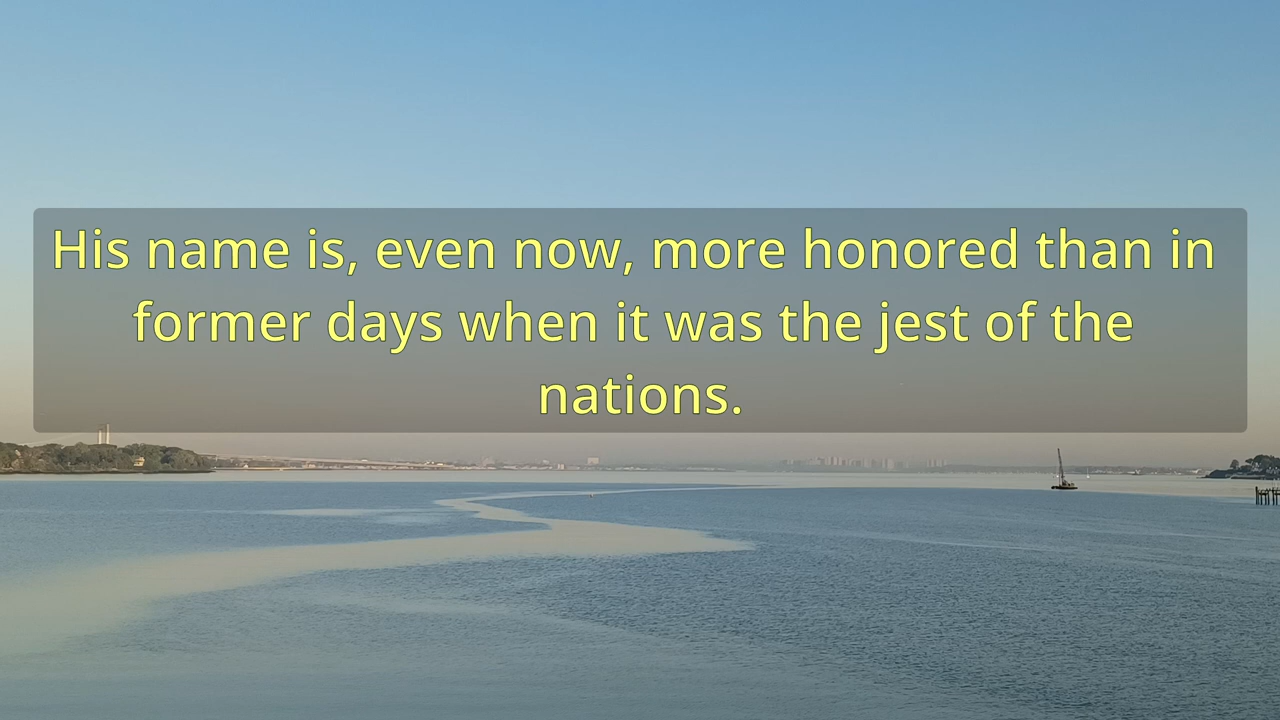 His name is, even now, more honored than in
former days when it was the jest of the
nations.